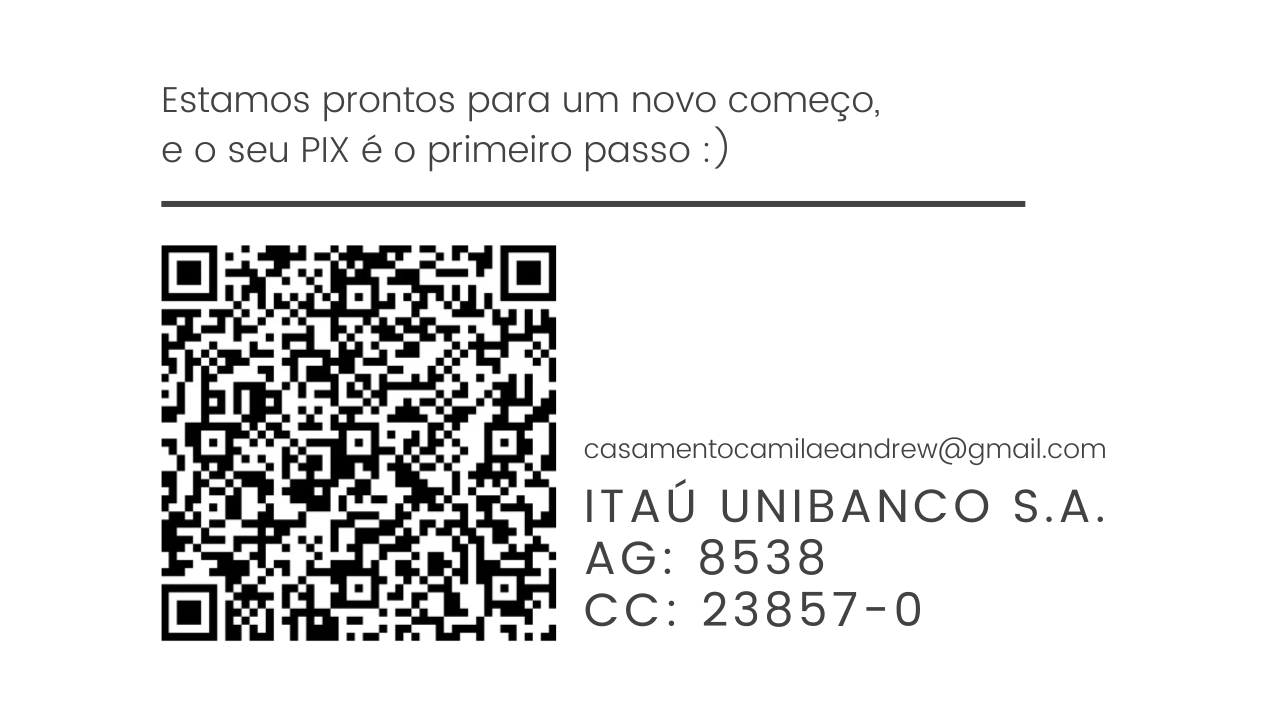 Estamos prontos para um novo começo,
e o seu PIX é o primeiro passo :)
casamentocamilaeandrew@gmail.com
ITAÚ UNIBANCO S.A.
AG: 8538
CC: 23857-0